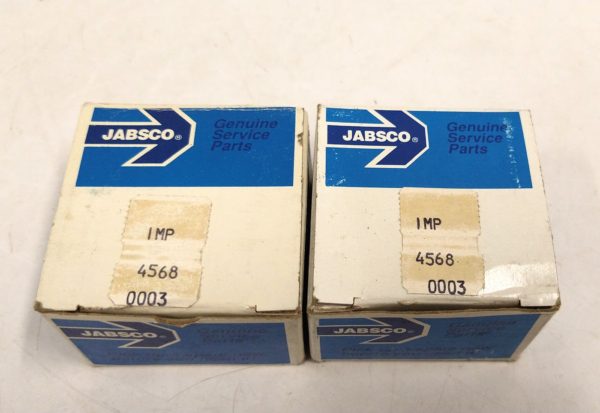 JABSCO®
Genuine
Service
Parts
IMP
4568
0003
JABSCO®
Genuine
Service
Parts
IMP
4568
0003
JABSCO®
JABSCO®